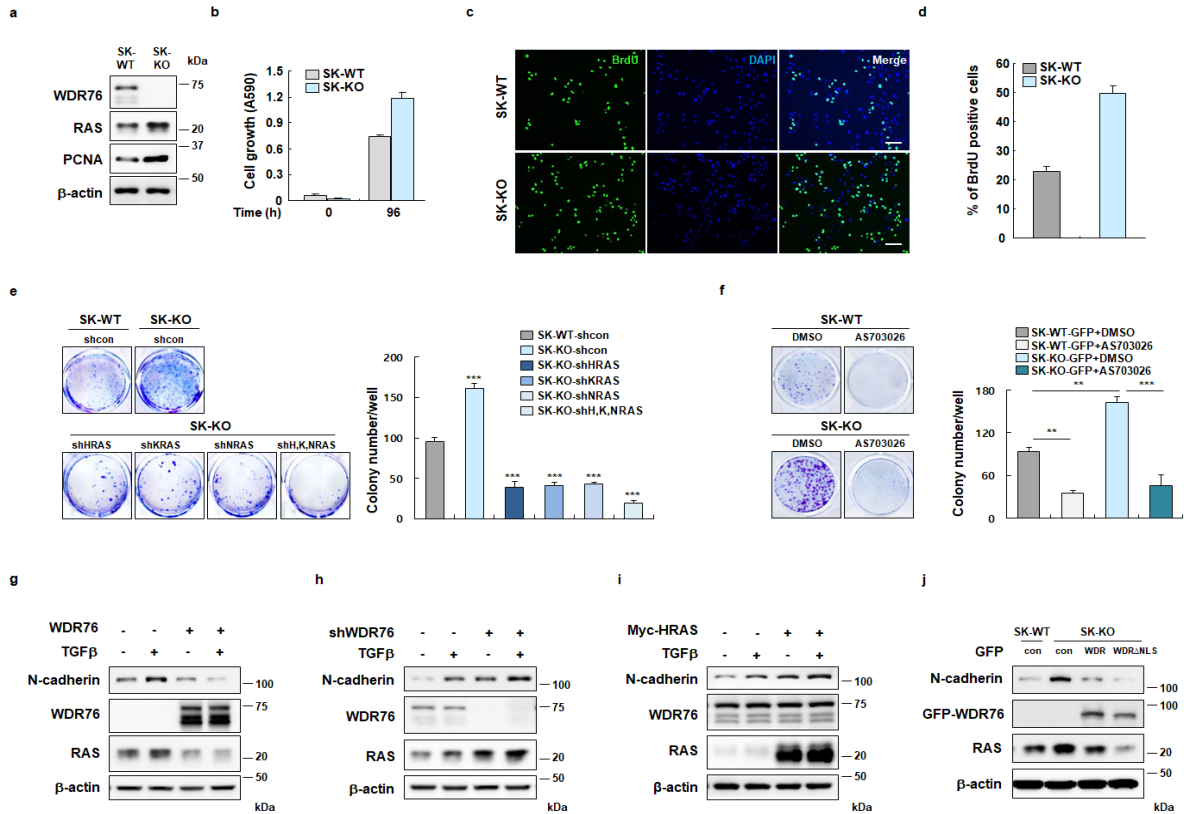 a
SK-
WT
SK-
KO
kDa
WDR76
RAS
PCNA
β-actin
75
20
37
50
b
SK-WT
SK-KO
Cell growth (A590)
1.5
1.2
0.9
0.6
0.3
0
Time (h)
0
96
c
BrdU
DAPI
Merge
SK-WT
SK-KO
d
SK-WT
SK-KO
% of BrdU positive cells
60
50
40
30
20
10
0
e
SK-WT
SK-KO
shcon
shcon
SK-KO
shHRAS
shKRAS
shNRAS
shH,K,NRAS
SK-WT-shcon
SK-KO-shcon
SK-KO-shHRAS
SK-KO-shKRAS
SK-KO-shNRAS
SK-KO-shH,K,NRAS
Colony number/well
200
150
100
50
0
***
***
***
***
***
f
SK-WT
DMSO
AS703026
SK-KO
DMSO
AS703026
SK-WT-GFP+DMSO
SK-WT-GFP+AS703026
SK-KO-GFP+DMSO
SK-KO-GFP+AS703026
Colony number/well
180
120
60
0
**
**
***
g
WDR76 - - + +
TGFβ - + - +
N-cadherin
WDR76
RAS
β-actin
100
75
20
50
kDa
h
shWDR76 - - + +
TGFβ - + - +
N-cadherin
WDR76
RAS
β-actin
100
75
20
50
kDa
i
Myc-HRAS - - + +
TGFβ - + - +
N-cadherin
WDR76
RAS
β-actin
100
75
20
50
kDa
j
SK-WT
SK-KO
GFP con con WDR WDRΔNLS
N-cadherin
GFP-WDR76
RAS
β-actin
100
100
20
50
kDa